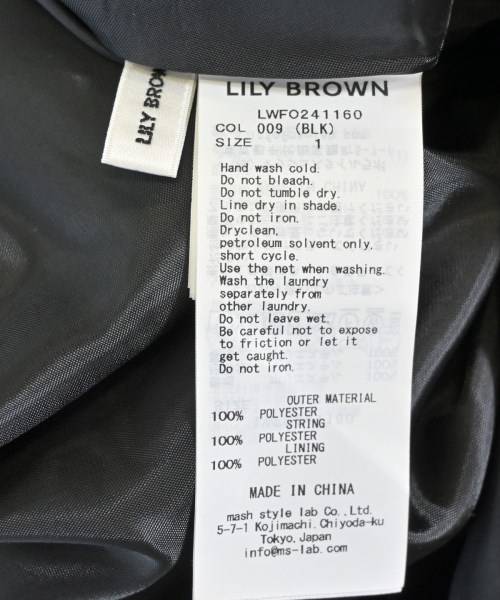 LILY BROWN
LILY BROW
LWFO241160
COL 009 (BLK)
SIZE 1
Hand wash cold.
Do not bleach.
Do not tumble dry.
Line dry in shade.
Do not iron.
Dryclean,
petroleum solvent only,
short cycle.
Use the net when washing.
Wash the laundry
separately from
other laundry.
Do not leave wet.
Be careful not to expose
to friction or let it
get caught.
Do not iron.
OUTER MATERIAL
100% POLYESTER
STRING
100% POLYESTER
LINING
100% POLYESTER
MADE IN CHINA
mash style lab Co.,Ltd.
5-7-1 Kojimachi.Chiyoda-ku
Tokyo,Japan
info@ms-lab.com